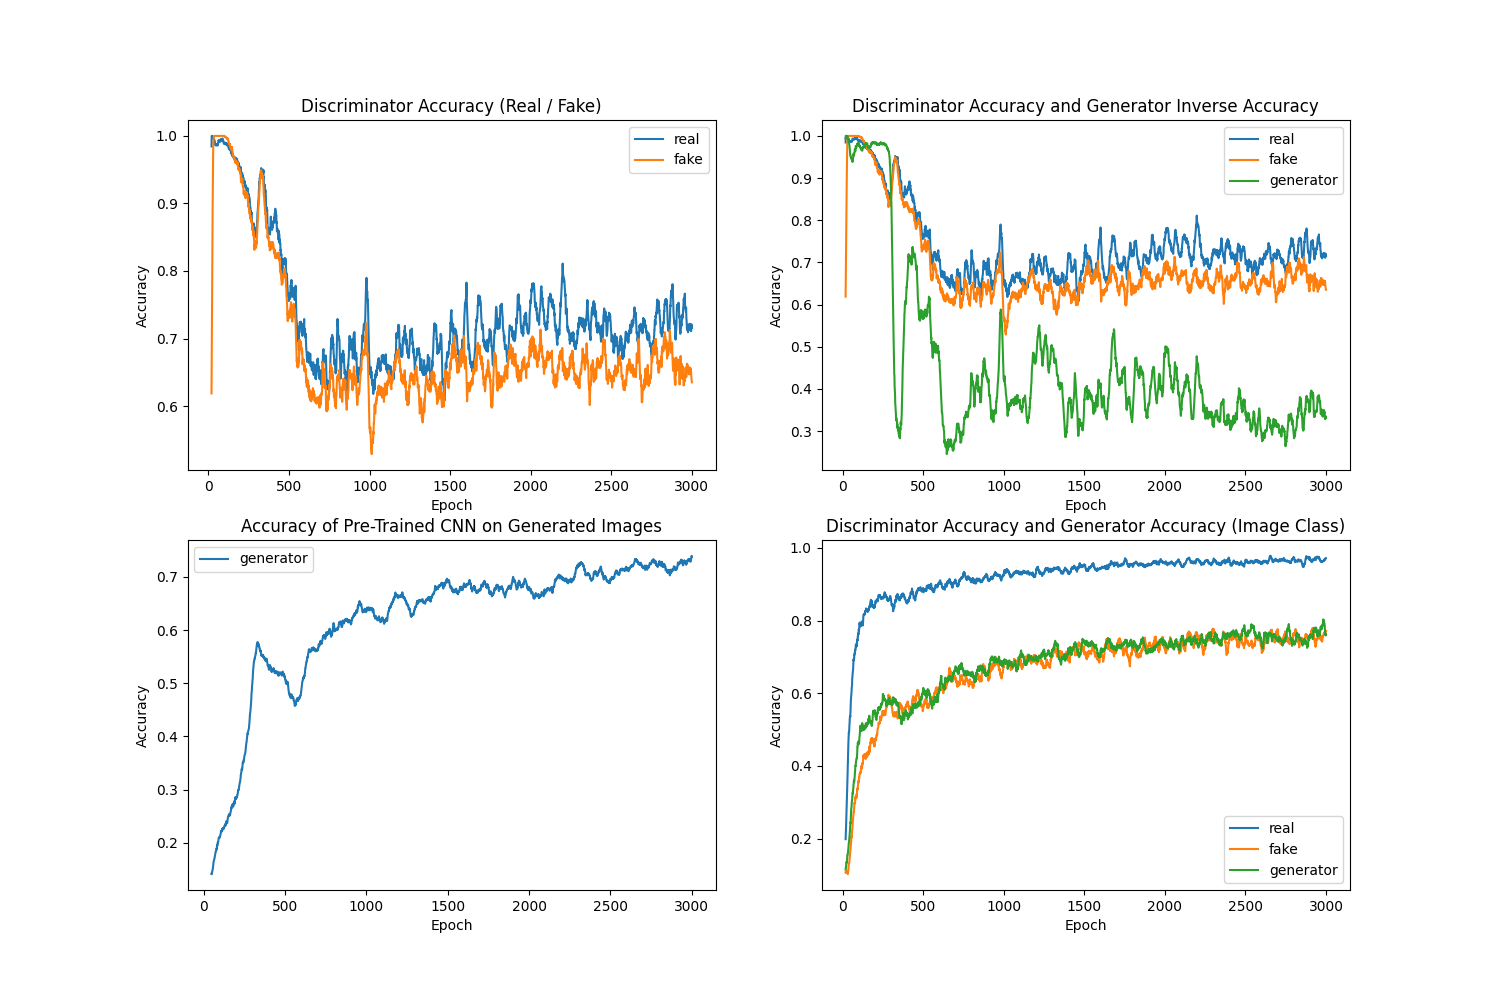 Discriminator Accuracy (Real / Fake)
1.0
0.9
0.8
0.7
0.6
Accuracy
real
fake
0 500 1000 1500 2000 2500 3000
Epoch
Discriminator Accuracy and Generator Inverse Accuracy
1.0
0.9
0.8
0.7
0.6
0.5
0.4
0.3
Accuracy
real
fake
generator
0 500 1000 1500 2000 2500 3000
Epoch
Accuracy of Pre-Trained CNN on Generated Images
generator
0.7
0.6
0.5
0.4
0.3
0.2
Accuracy
0 500 1000 1500 2000 2500 3000
Epoch
Discriminator Accuracy and Generator Accuracy (Image Class)
1.0
0.8
0.6
0.4
0.2
Accuracy
real
fake
generator
0 500 1000 1500 2000 2500 3000
Epoch